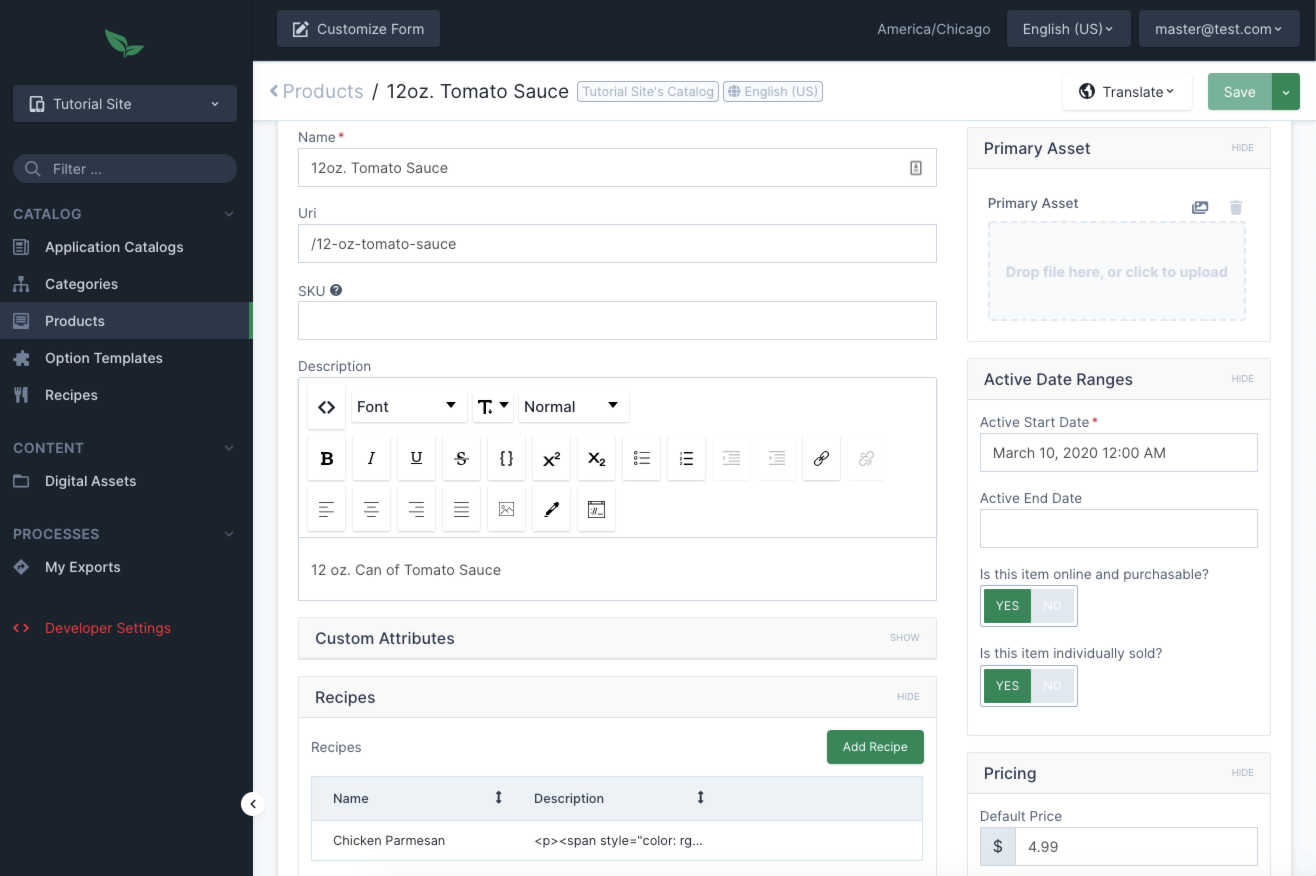 Customize Form
America/Chicago
English (US)
master@test.com
Tutorial Site
Filter ...
CATALOG
Application Catalogs
Categories
Products
Option Templates
Recipes
CONTENT
Digital Assets
PROCESSES
My Exports
Developer Settings
Products / 12oz. Tomato Sauce Tutorial Site's Catalog English (US)
Translate
Save
Name*
12oz. Tomato Sauce
Uri
/12-oz-tomato-sauce
SKU
Description
Font
Normal
12 oz. Can of Tomato Sauce
Custom Attributes SHOW
Recipes HIDE
Recipes
Add Recipe
Name Description
Chicken Parmesan <p><span style="color: rg...
Primary Asset HIDE
Primary Asset
Drop file here, or click to upload
Active Date Ranges HIDE
Active Start Date*
March 10, 2020 12:00 AM
Active End Date
Is this item online and purchasable?
YES NO
Is this item individually sold?
YES NO
Pricing HIDE
Default Price
$ 4.99